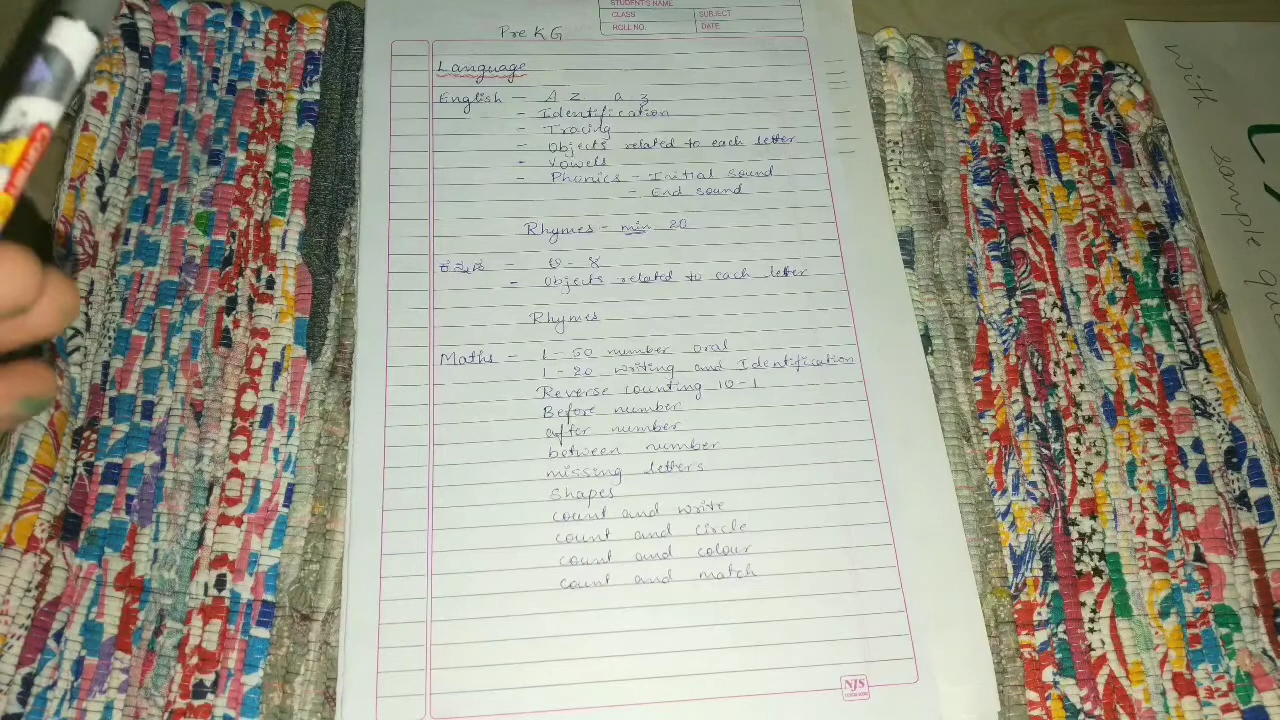 STUDENT'S NAME
CLASS SUBJECT
ROLL NO. DATE
Pre KG
Language
English - A Z a z
- Identification
- Tracing
- Objects related to each letter
- Vowels
- Phonics - Initial sound
- End sound
Rhymes - min 20
ಕನ್ನಡ - ಅ - ಳ
- Objects related to each letter
Rhymes
Maths - 1 - 50 number oral
1 - 20 writing and Identification
Reverse counting 10 - 1
Before number
after number
between number
missing letters
Shapes
count and write
count and circle
count and colour
count and match
NJS
with
sample